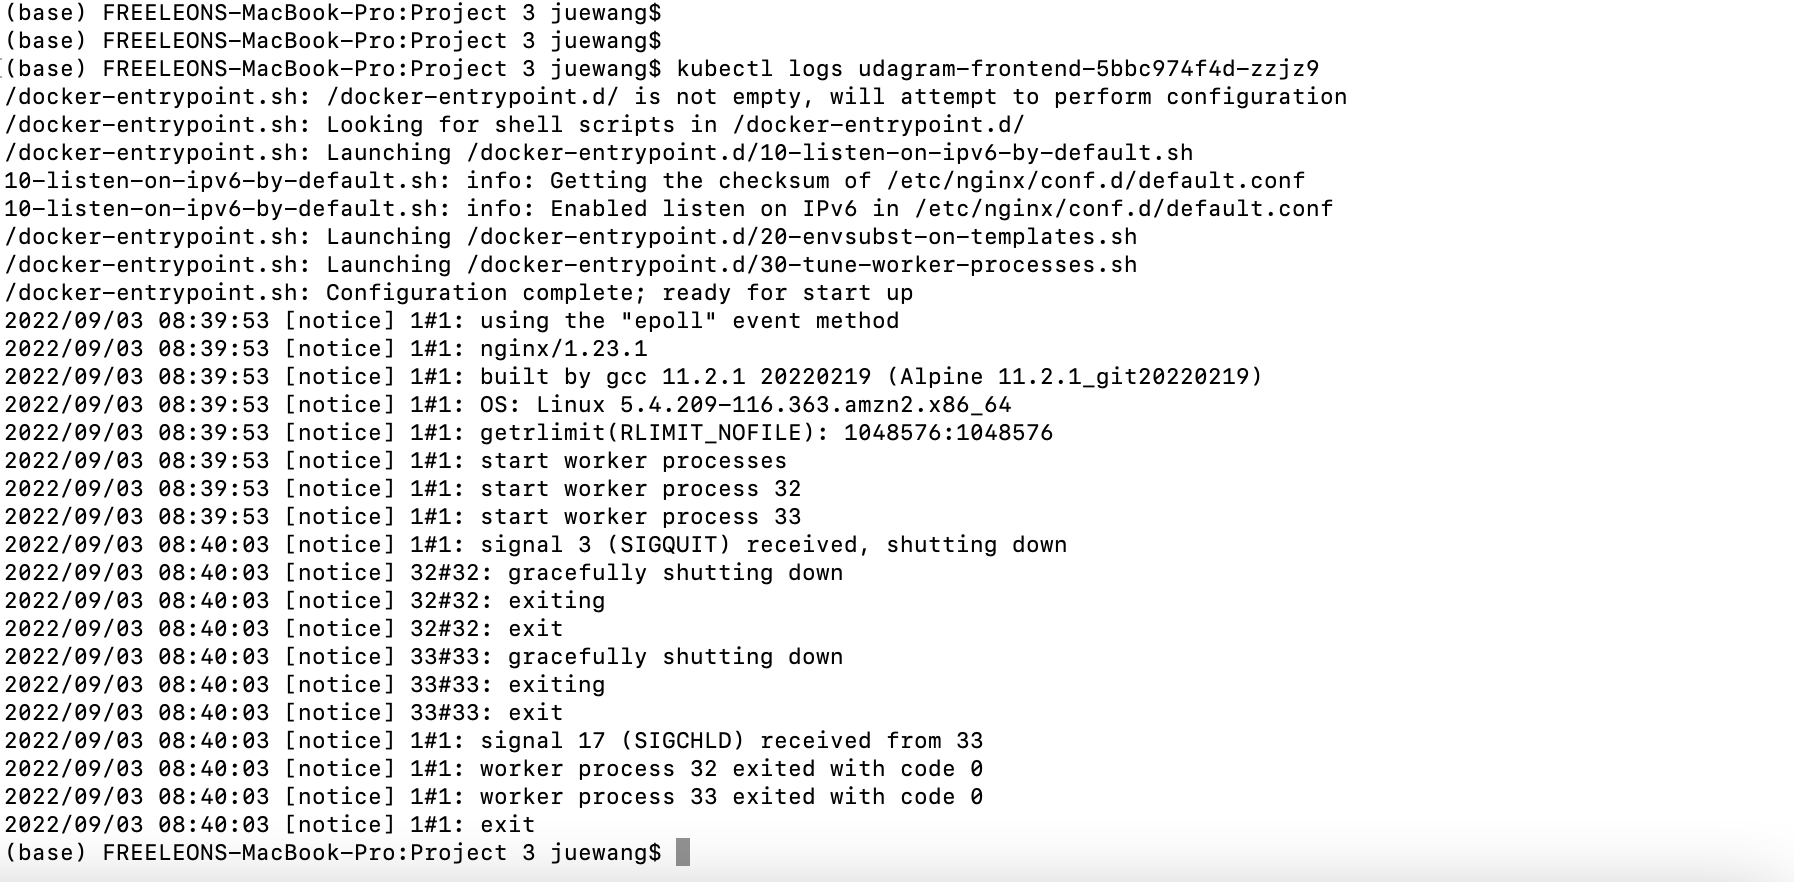 (base) FREELEONS-MacBook-Pro:Project 3 juewang$
(base) FREELEONS-MacBook-Pro:Project 3 juewang$
(base) FREELEONS-MacBook-Pro:Project 3 juewang$ kubectl logs udagram-frontend-5bbc974f4d-zzjz9
/docker-entrypoint.sh: /docker-entrypoint.d/ is not empty, will attempt to perform configuration
/docker-entrypoint.sh: Looking for shell scripts in /docker-entrypoint.d/
/docker-entrypoint.sh: Launching /docker-entrypoint.d/10-listen-on-ipv6-by-default.sh
10-listen-on-ipv6-by-default.sh: info: Getting the checksum of /etc/nginx/conf.d/default.conf
10-listen-on-ipv6-by-default.sh: info: Enabled listen on IPv6 in /etc/nginx/conf.d/default.conf
/docker-entrypoint.sh: Launching /docker-entrypoint.d/20-envsubst-on-templates.sh
/docker-entrypoint.sh: Launching /docker-entrypoint.d/30-tune-worker-processes.sh
/docker-entrypoint.sh: Configuration complete; ready for start up
2022/09/03 08:39:53 [notice] 1#1: using the "epoll" event method
2022/09/03 08:39:53 [notice] 1#1: nginx/1.23.1
2022/09/03 08:39:53 [notice] 1#1: built by gcc 11.2.1 20220219 (Alpine 11.2.1_git20220219)
2022/09/03 08:39:53 [notice] 1#1: OS: Linux 5.4.209-116.363.amzn2.x86_64
2022/09/03 08:39:53 [notice] 1#1: getrlimit(RLIMIT_NOFILE): 1048576:1048576
2022/09/03 08:39:53 [notice] 1#1: start worker processes
2022/09/03 08:39:53 [notice] 1#1: start worker process 32
2022/09/03 08:39:53 [notice] 1#1: start worker process 33
2022/09/03 08:40:03 [notice] 1#1: signal 3 (SIGQUIT) received, shutting down
2022/09/03 08:40:03 [notice] 32#32: gracefully shutting down
2022/09/03 08:40:03 [notice] 32#32: exiting
2022/09/03 08:40:03 [notice] 32#32: exit
2022/09/03 08:40:03 [notice] 33#33: gracefully shutting down
2022/09/03 08:40:03 [notice] 33#33: exiting
2022/09/03 08:40:03 [notice] 33#33: exit
2022/09/03 08:40:03 [notice] 1#1: signal 17 (SIGCHLD) received from 33
2022/09/03 08:40:03 [notice] 1#1: worker process 32 exited with code 0
2022/09/03 08:40:03 [notice] 1#1: worker process 33 exited with code 0
2022/09/03 08:40:03 [notice] 1#1: exit
(base) FREELEONS-MacBook-Pro:Project 3 juewang$